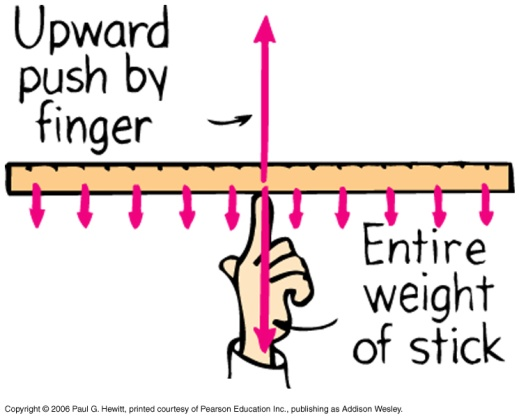 Upward
push by
finger
Entire
weight
of stick
Copyright © 2006 Paul G. Hewitt, printed courtesy of Pearson Education Inc., publishing as Addison Wesley.